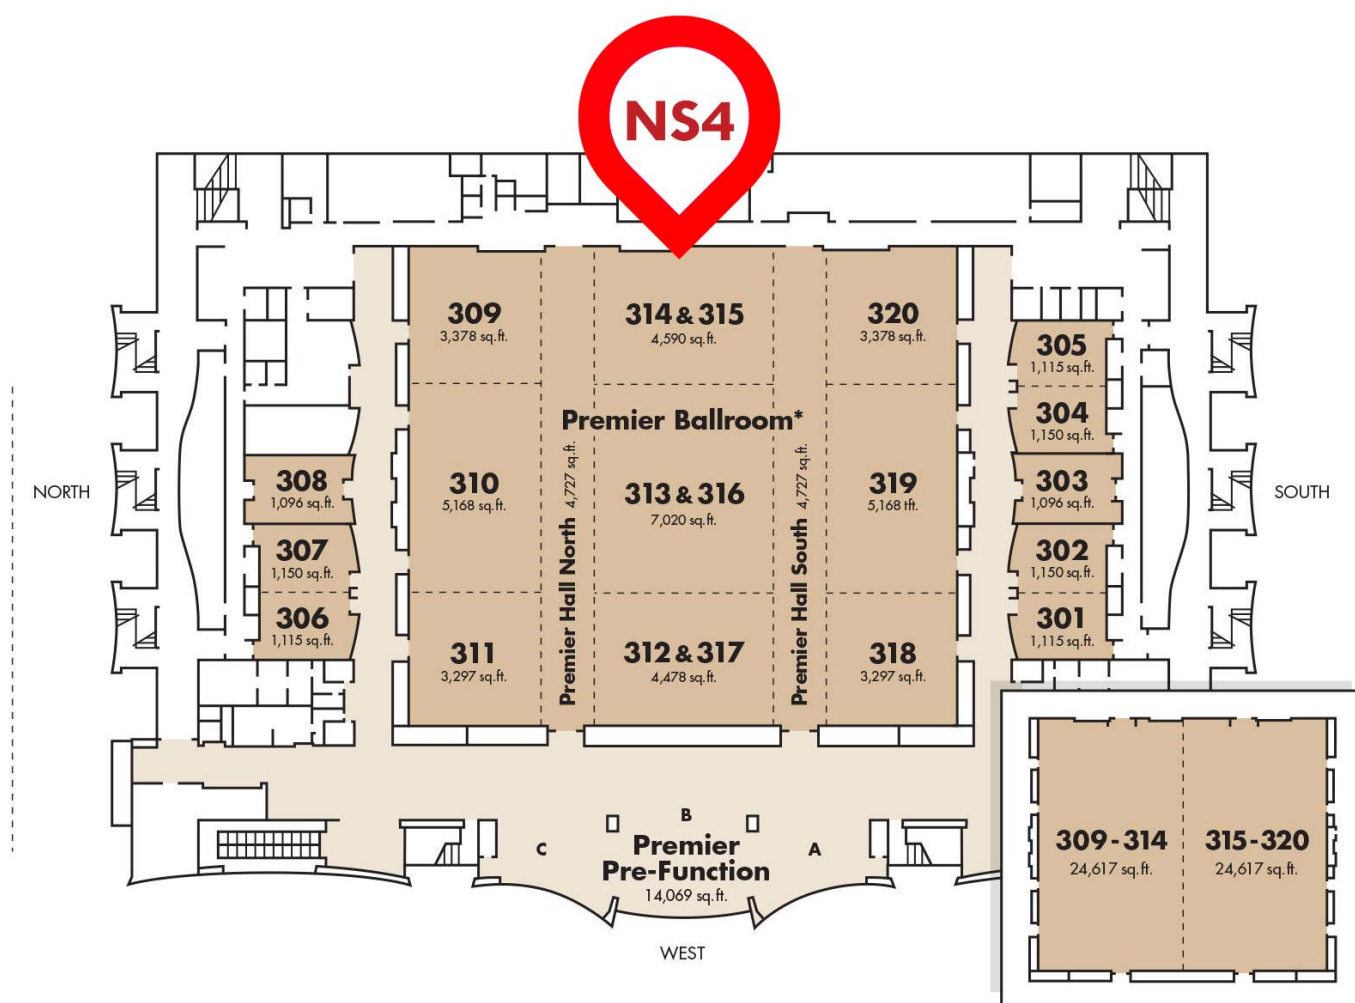 NS4
309
3,378 sq.ft.
314 & 315
4,590 sq.ft.
320
3,378 sq.ft.
305
1,115 sq.ft.
304
1,150 sq.ft.
Premier Ballroom*
NORTH
308
1,096 sq.ft.
310
5,168 sq.ft.
Premier Hall North 4,727 sq.ft.
313 & 316
7,020 sq.ft.
Premier Hall South 4,727 sq.ft.
319
5,168 tft.
303
1,096 sq.ft.
SOUTH
307
1,150 sq.ft.
302
1,150 sq.ft.
306
1,115 sq.ft.
311
3,297 sq.ft.
312 & 317
4,478 sq.ft.
318
3,297 sq.ft.
301
1,115 sq.ft.
B
C
Premier
Pre-Function
14,069 sq.ft.
A
WEST
309 - 314
24,617 sq.ft.
315-320
24,617 sq.ft.